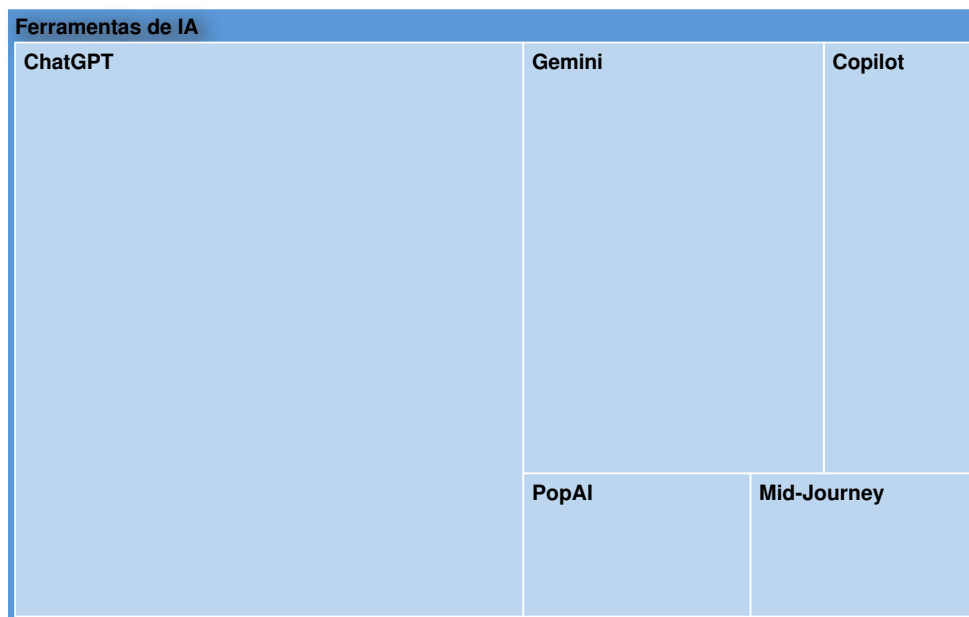 Ferramentas de IA
ChatGPT
Gemini
Copilot
PopAI
Mid-Journey